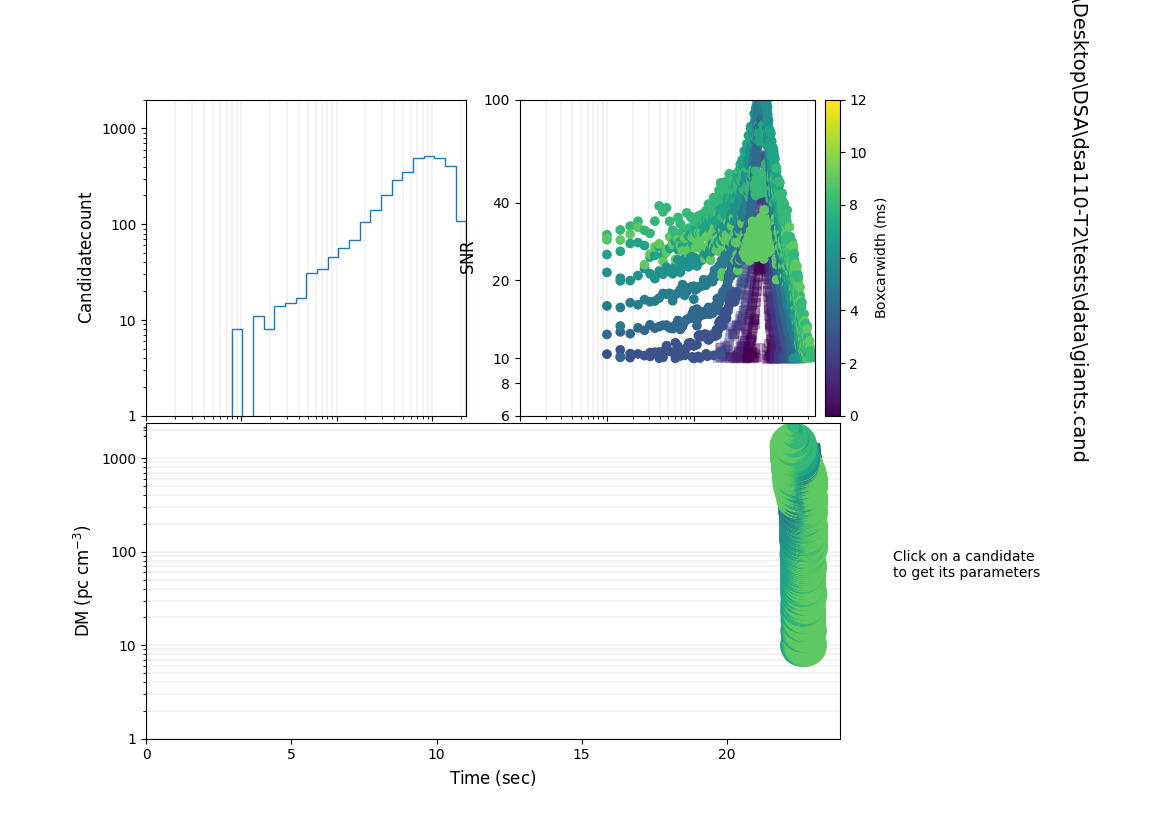 1000
100
10
1
Candidatecount
100
40
20
10
8
6
SNR
12
10
8
6
4
2
0
Boxcarwidth (ms)
\Desktop\DSA\dsa110-T2\tests\data\giants.cand
1000
100
10
1
DM (pc cm⁻³)
0 5 10 15 20
Time (sec)
Click on a candidate
to get its parameters